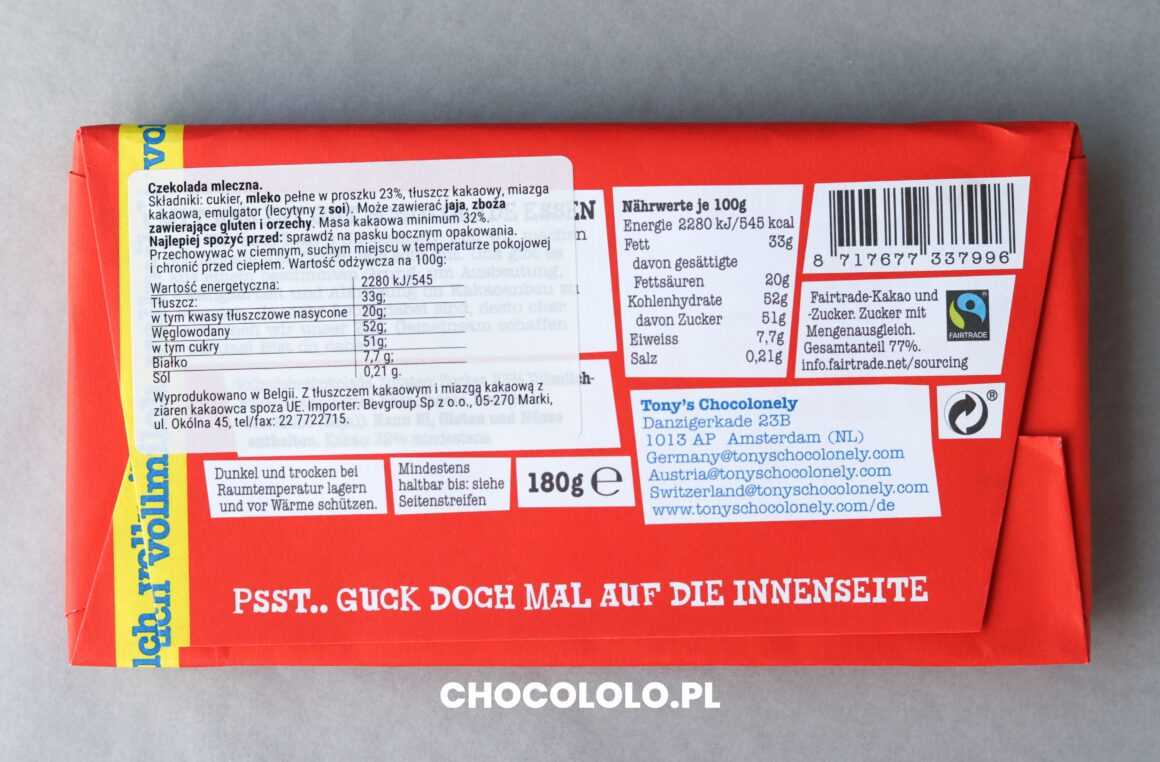 Czekolada mleczna.
Składniki: cukier, mleko pełne w proszku 23%, tłuszcz kakaowy, miazga
kakaowa, emulgator (lecytyny z soi). Może zawierać jaja, zboża
zawierające gluten i orzechy. Masa kakaowa minimum 32%.
Najlepiej spożyć przed: sprawdź na pasku bocznym opakowania.
Przechowywać w ciemnym, suchym miejscu w temperaturze pokojowej
i chronić przed ciepłem. Wartość odżywcza na 100g:
Wartość energetyczna: 2280 kJ/545
Tłuszcz: 33g;
w tym kwasy tłuszczowe nasycone 20g;
Węglowodany 52g;
w tym cukry 51g;
Białko 7,7 g;
Sól 0,21 g.
Wyprodukowano w Belgii. Z tłuszczem kakaowym i miazgą kakaową z
ziaren kakaowca spoza UE. Importer: Bevgroup Sp z o.o., 05-270 Marki,
ul. Okólna 45, tel/fax: 22 7722715.
Nährwerte je 100g
Energie 2280 kJ/545 kcal
Fett 33g
davon gesättigte
Fettsäuren 20g
Kohlenhydrate 52g
davon Zucker 51g
Eiweiss 7,7g
Salz 0,21g
8 717677 337996
Fairtrade-Kakao und
-Zucker. Zucker mit
Mengenausgleich.
Gesamtanteil 77%.
info.fairtrade.net/sourcing
FAIRTRADE
Tony's Chocolonely
Danzigerkade 23B
1013 AP Amsterdam (NL)
Germany@tonyschocolonely.com
Austria@tonyschocolonely.com
Switzerland@tonyschocolonely.com
www.tonyschocolonely.com/de
®
Dunkel und trocken bei
Raumtemperatur lagern
und vor Wärme schützen.
Mindestens
haltbar bis: siehe
Seitenstreifen
180g ℮
PSST.. GUCK DOCH MAL AUF DIE INNENSEITE
CHOCOLOLO.PL